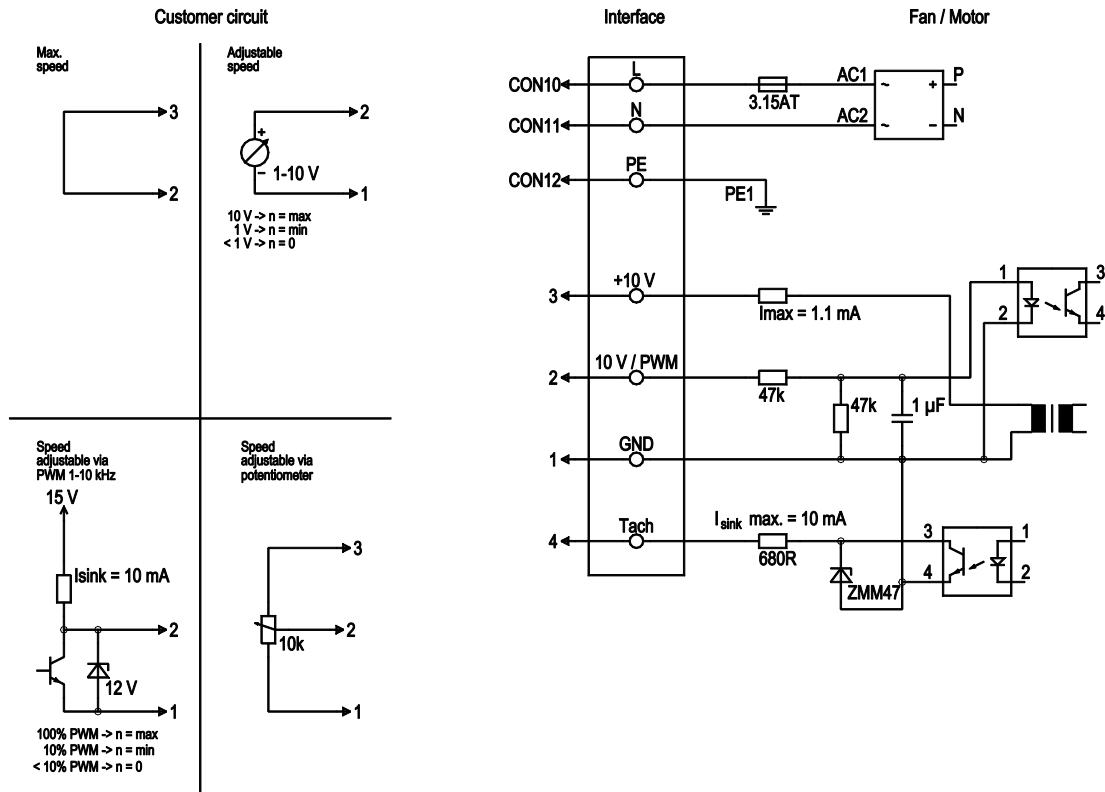 Customer circuit
Interface
Fan / Motor
Max.
speed
3
2
Adjustable
speed
2
+
1-10 V
–
1
10 V -> n = max
1 V -> n = min
< 1 V -> n = 0
Speed
adjustable via
PWM 1-10 kHz
15 V
Isink = 10 mA
2
12 V
1
100% PWM -> n = max
10% PWM -> n = min
< 10% PWM -> n = 0
Speed
adjustable via
potentiometer
3
2
10k
1
CON10
L
3.15AT
AC1
~
+
P
CON11
N
AC2
~
–
N
CON12
PE
PE1
3
+10 V
Imax = 1.1 mA
1
2
3
4
2
10 V / PWM
47k
47k
1 µF
1
GND
4
Tach
Isink max. = 10 mA
680R
ZMM47
3
4
1
2